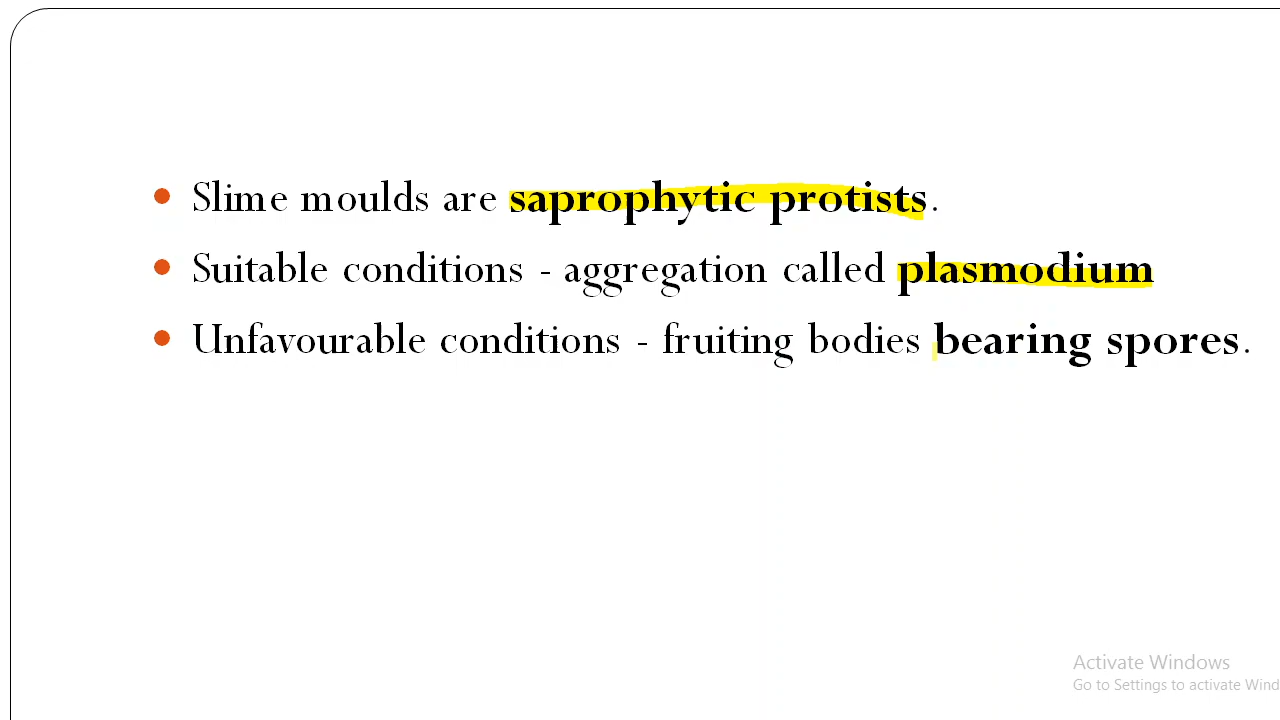 Slime moulds are saprophytic protists.
Suitable conditions - aggregation called plasmodium
Unfavourable conditions - fruiting bodies bearing spores.
Activate Windows
Go to Settings to activate Wind